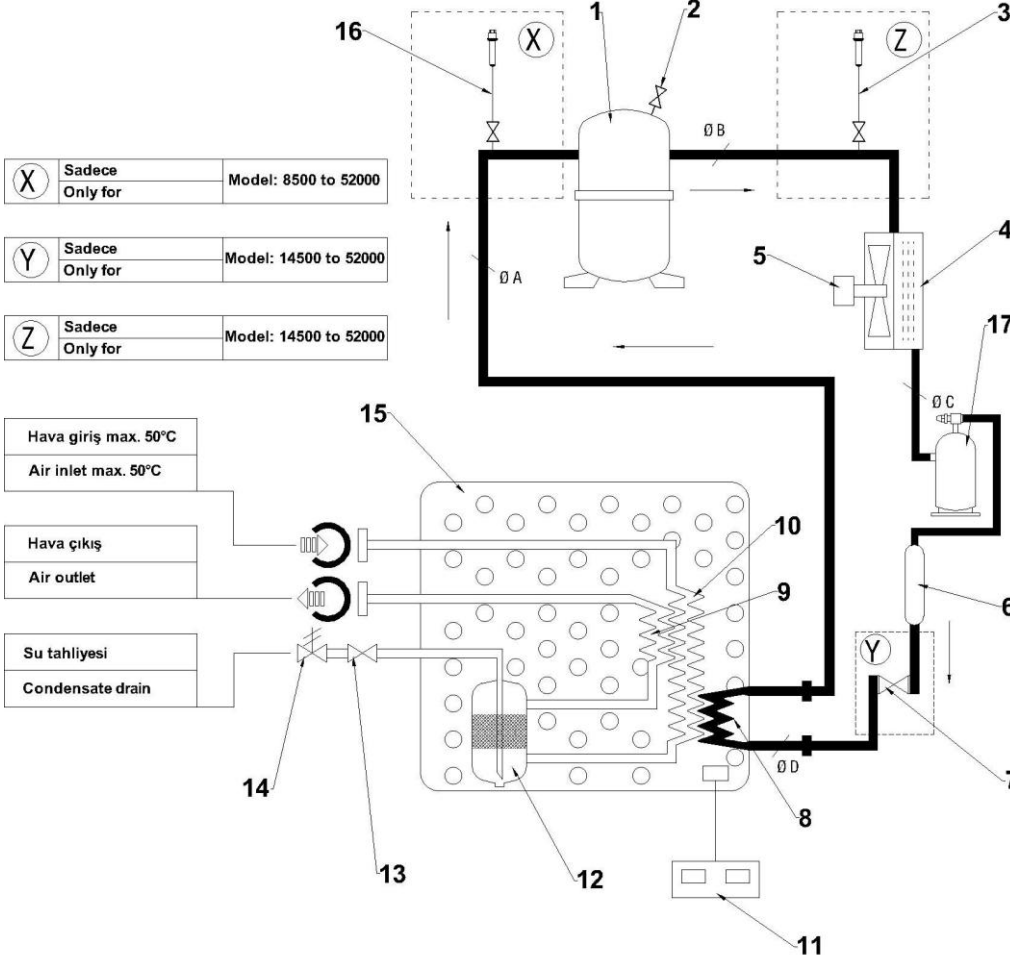 1
2
3
16
X
Z
ØB
X
Sadece
Only for
Model: 8500 to 52000
Y
Sadece
Only for
Model: 14500 to 52000
Z
Sadece
Only for
Model: 14500 to 52000
ØA
5
4
17
ØC
15
Hava giriş max. 50°C
Air inlet max. 50°C
10
9
Hava çıkış
Air outlet
6
Y
Su tahliyesi
Condensate drain
ØD
14
13
12
8
7
11